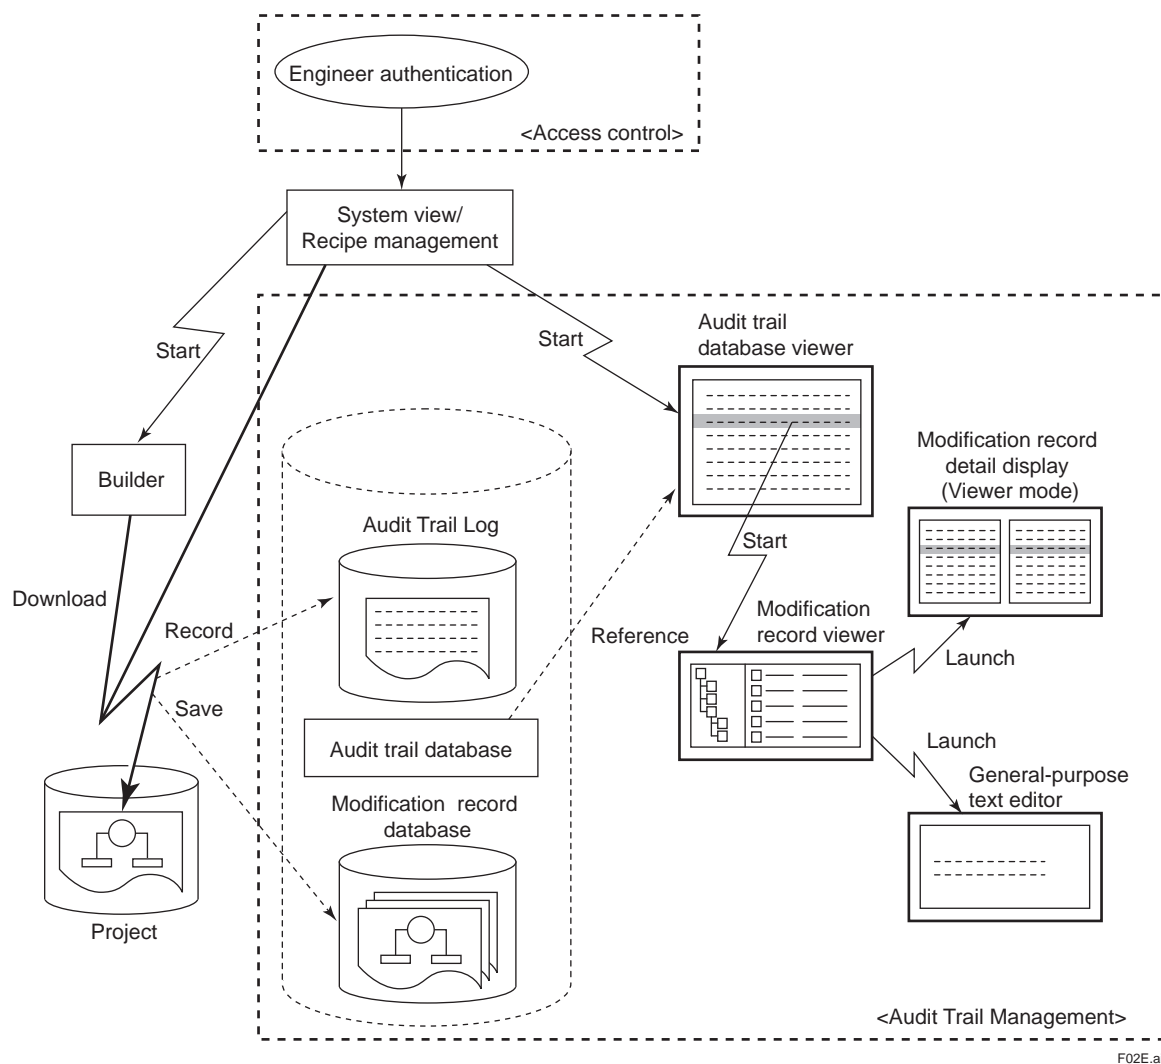 Engineer authentication
<Access control>
System view/
Recipe management
Start
Start
Audit trail
database viewer
Builder
Modification record
detail display
(Viewer mode)
Audit Trail Log
Start
Download
Record
Reference
Modification
record viewer
Launch
Save
Audit trail database
Launch
General-purpose
text editor
Modification record
database
Project
<Audit Trail Management>
F02E.ai